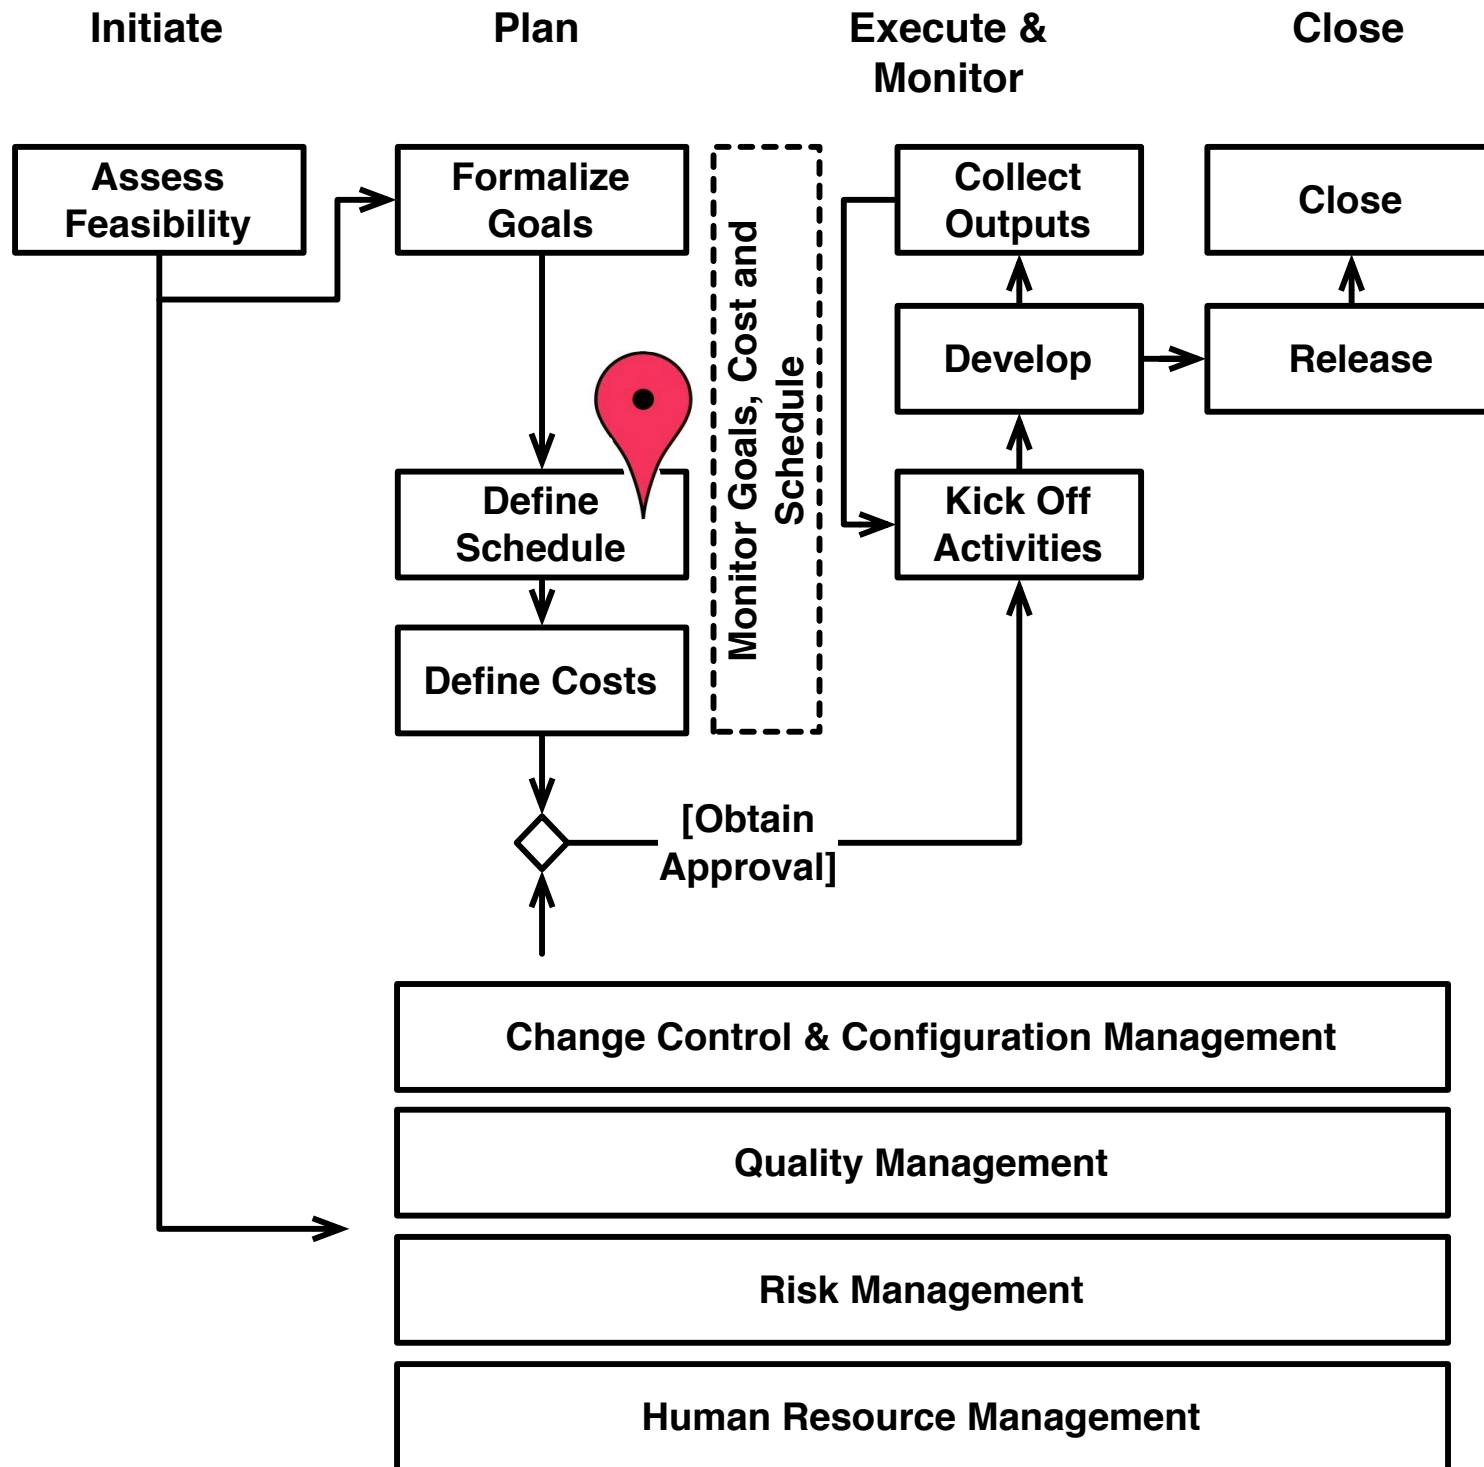 Initiate
Plan
Execute &
Monitor
Close
Assess
Feasibility
Formalize
Goals
Monitor Goals, Cost and
Schedule
Collect
Outputs
Close
Develop
Release
Define
Schedule
Kick Off
Activities
Define Costs
[Obtain
Approval]
Change Control & Configuration Management
Quality Management
Risk Management
Human Resource Management